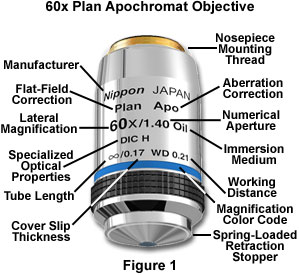 60x Plan Apochromat Objective
Nosepiece
Mounting
Thread
Manufacturer
Nippon JAPAN
Flat-Field
Correction
Plan Apo
Aberration
Correction
Lateral
Magnification
60X/1.40 Oil
Numerical
Aperture
DIC H
Immersion
Medium
Specialized
Optical
Properties
∞/0.17 WD 0.21
Working
Distance
Tube Length
Magnification
Color Code
Cover Slip
Thickness
Spring-Loaded
Retraction
Stopper
Figure 1